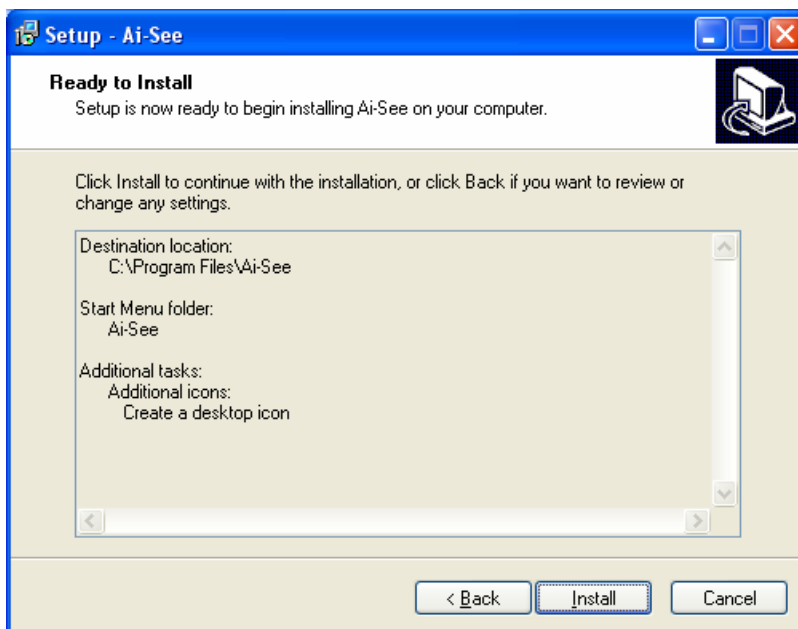 Setup - Ai-See
Ready to Install
Setup is now ready to begin installing Ai-See on your computer.
Click Install to continue with the installation, or click Back if you want to review or
change any settings.
Destination location:
C:\Program Files\Ai-See
Start Menu folder:
Ai-See
Additional tasks:
Additional icons:
Create a desktop icon
< Back
Install
Cancel